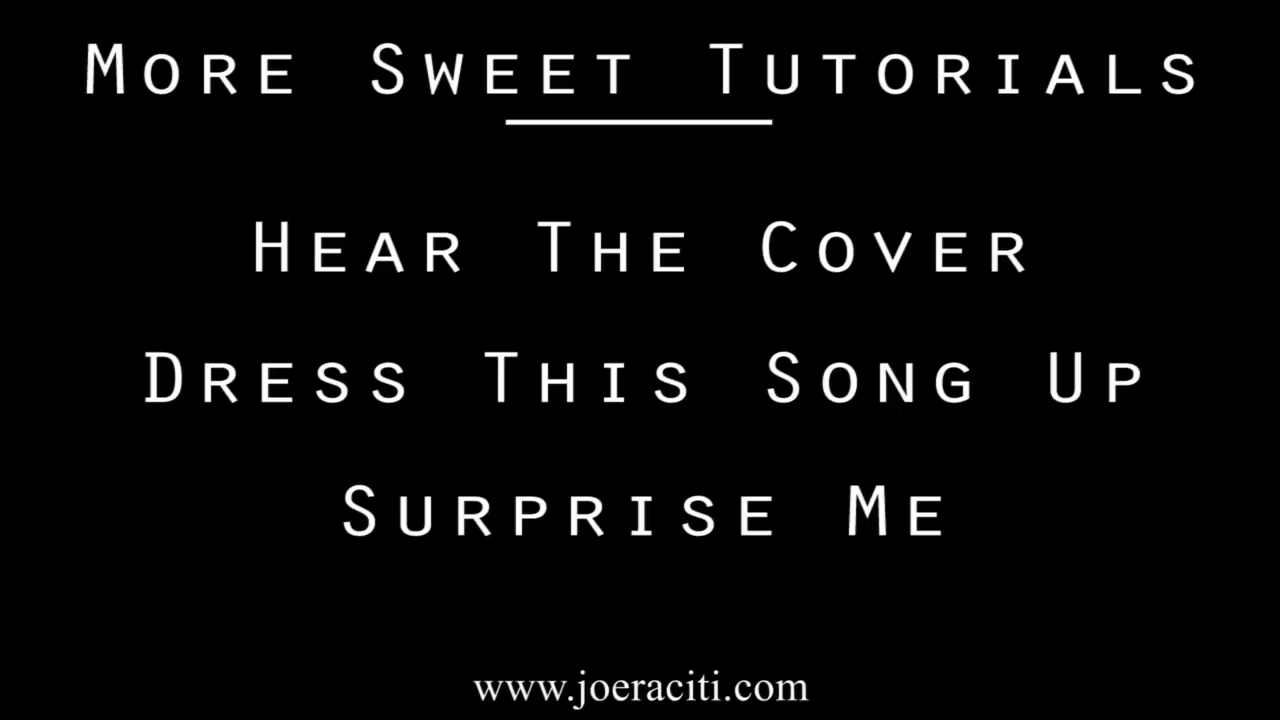 More Sweet Tutorials
Hear The Cover
Dress This Song Up
Surprise Me
www.joeraciti.com